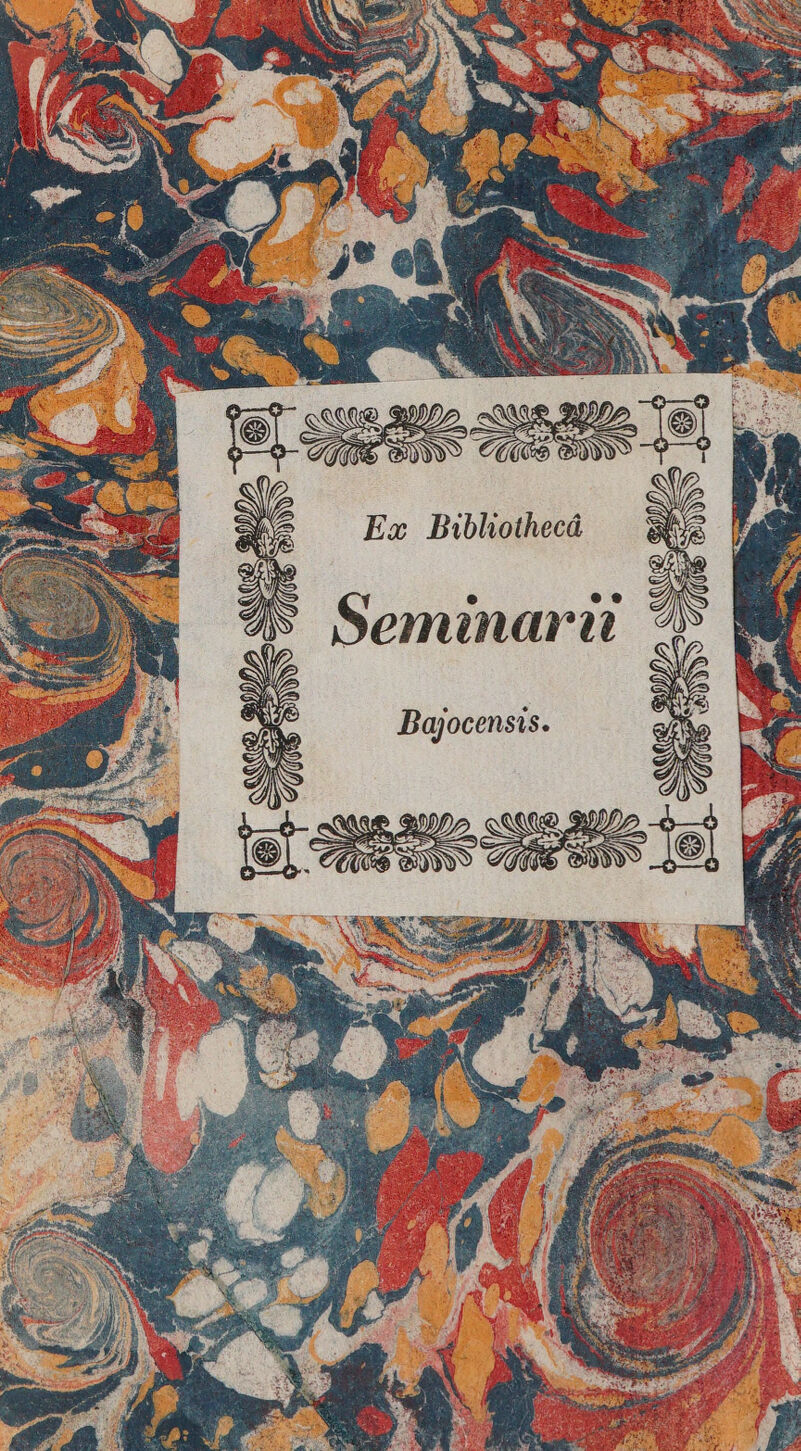 Ex Bibliothecâ
Seminarii
Bajocensis.